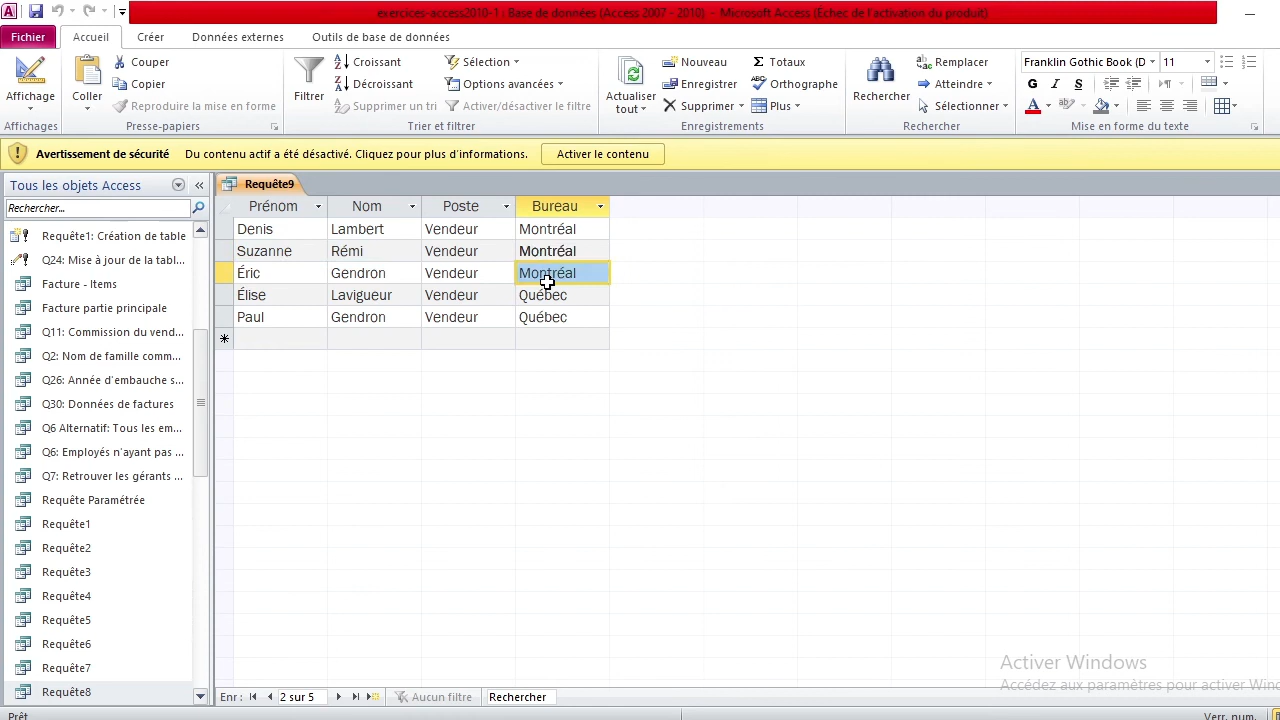 exercices-access2010-1 : Base de données (Access 2007 - 2010) - Microsoft Access (Échec de l'activation du produit)
Fichier Accueil Créer Données externes Outils de base de données
Affichage Coller Couper Copier Reproduire la mise en forme
Filtrer Croissant Décroissant Supprimer un tri Sélection Options avancées Activer/désactiver le filtre
Actualiser tout Nouveau Enregistrer Supprimer Totaux Orthographe Plus
Rechercher Remplacer Atteindre Sélectionner
Franklin Gothic Book (D 11
G I S
A
Affichages Presse-papiers Trier et filtrer Enregistrements Rechercher Mise en forme du texte
Avertissement de sécurité Du contenu actif a été désactivé. Cliquez pour plus d'informations. Activer le contenu
Tous les objets Access
Rechercher...
Requête1: Création de table
Q24: Mise à jour de la tabl...
Facture - Items
Facture partie principale
Q11: Commission du vend...
Q2: Nom de famille comm...
Q26: Année d'embauche s...
Q30: Données de factures
Q6 Alternatif: Tous les em...
Q6: Employés n'ayant pas ...
Q7: Retrouver les gérants ...
Requête Paramétrée
Requête1
Requête2
Requête3
Requête4
Requête5
Requête6
Requête7
Requête8
Requête9
Prénom Nom Poste Bureau
Denis Lambert Vendeur Montréal
Suzanne Rémi Vendeur Montréal
Éric Gendron Vendeur Montréal
Élise Lavigueur Vendeur Québec
Paul Gendron Vendeur Québec
Enr : 2 sur 5 Aucun filtre Rechercher
Activer Windows
Accédez aux paramètres pour activer Win
Prêt
Verr. num.